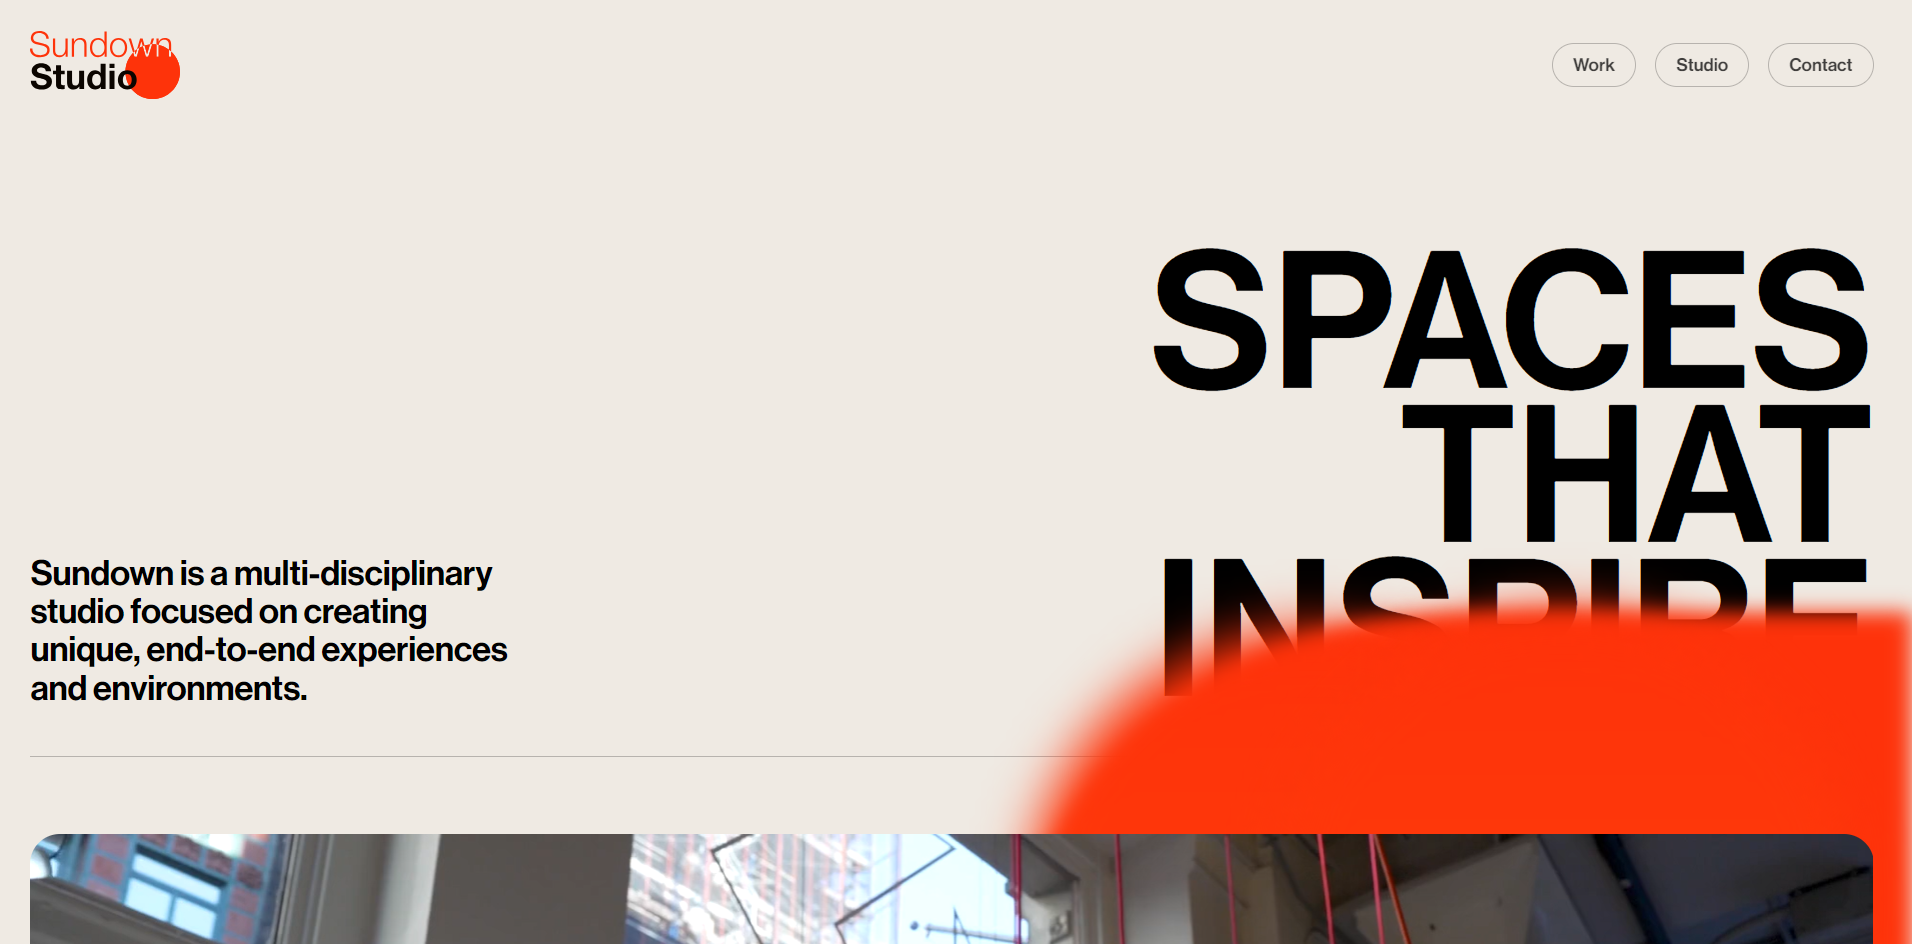 Sundown
Studio
Work
Studio
Contact
SPACES
THAT
INSPIRE
Sundown is a multi-disciplinary
studio focused on creating
unique, end-to-end experiences
and environments.